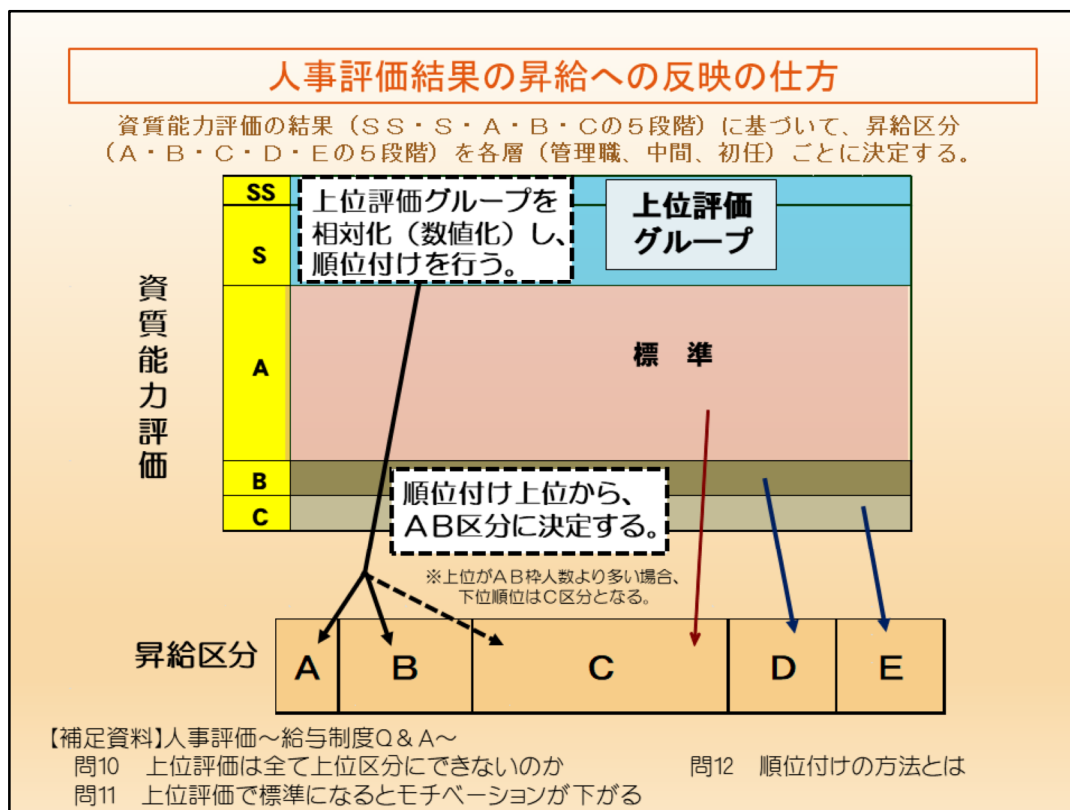 人事評価結果の昇給への反映の仕方
資質能力評価の結果（ＳＳ・Ｓ・Ａ・Ｂ・Ｃの５段階）に基づいて、昇給区分
（Ａ・Ｂ・Ｃ・Ｄ・Ｅの５段階）を各層（管理職、中間、初任）ごとに決定する。
資質能力評価
SS
S
A
B
C
上位評価グループを
相対化（数値化）し、
順位付けを行う。
上位評価
グループ
標　準
順位付け上位から、
ＡＢ区分に決定する。
※上位がＡＢ枠人数より多い場合、
下位順位はＣ区分となる。
昇給区分
A
B
C
D
E
【補足資料】人事評価～給与制度Ｑ＆Ａ～
問10　上位評価は全て上位区分にできないのか
問12　順位付けの方法とは
問11　上位評価で標準になるとモチベーションが下がる